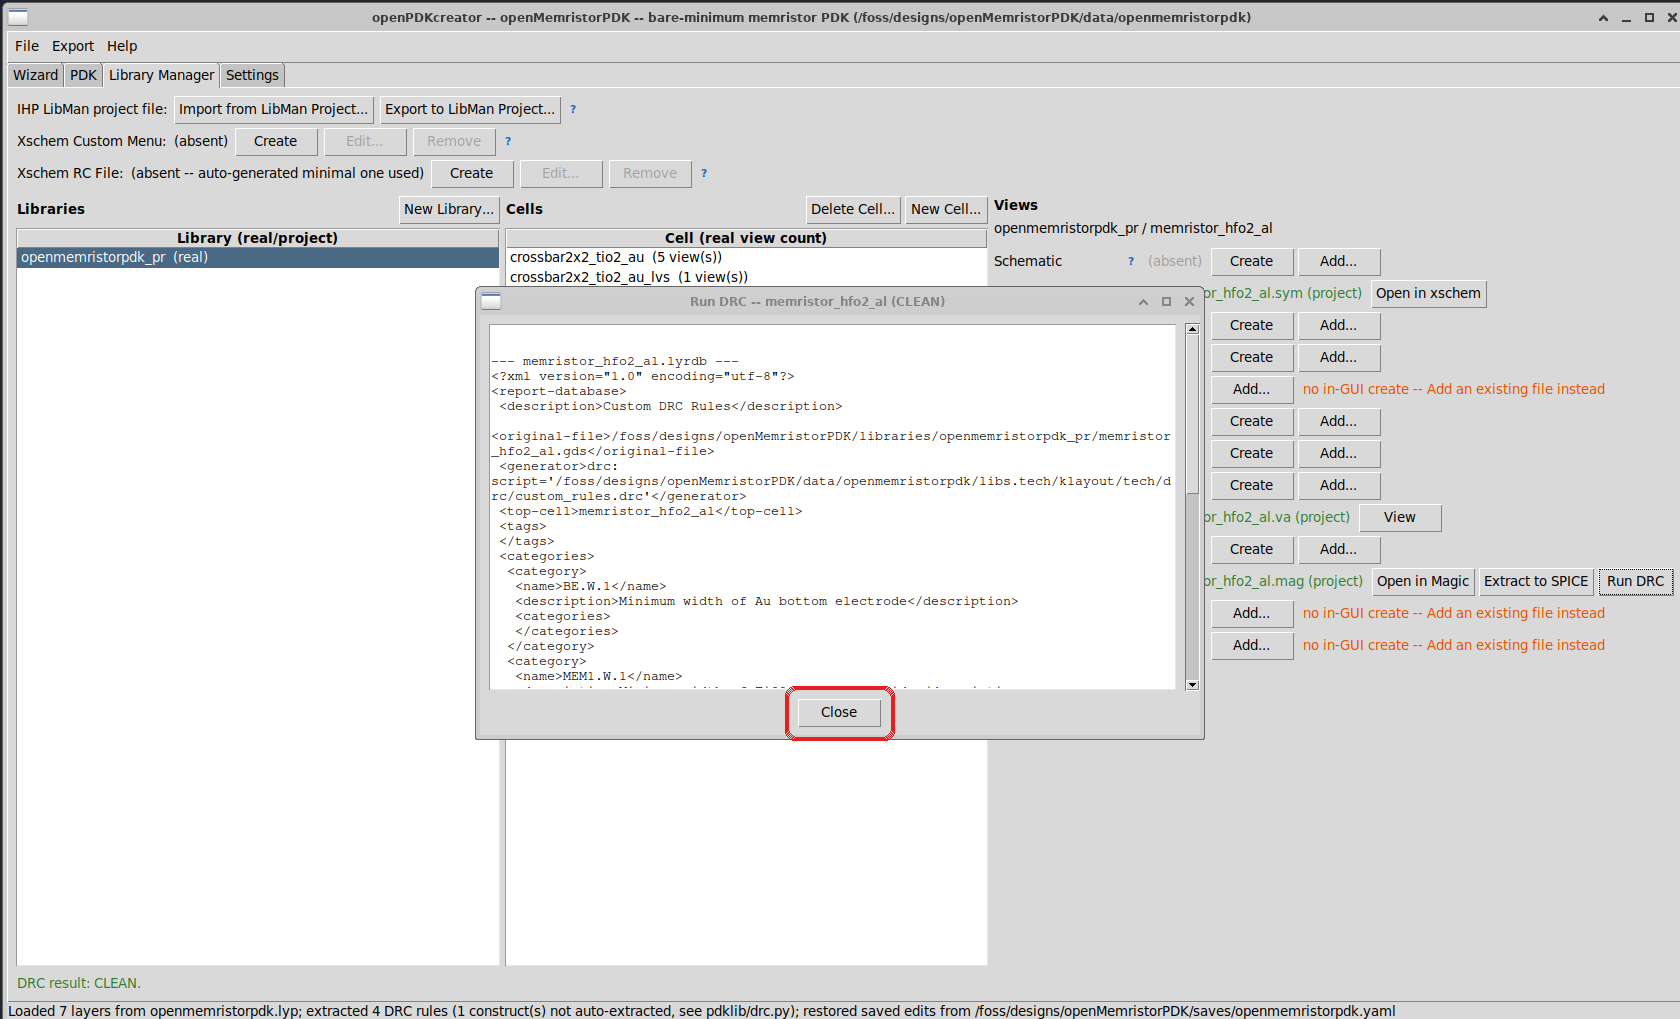 openPDKcreator -- openMemristorPDK -- bare-minimum memristor PDK (/foss/designs/openMemristorPDK/data/openmemristorpdk)
File Export Help
Wizard PDK Library Manager Settings
IHP LibMan project file: Import from LibMan Project... Export to LibMan Project... ?
Xschem Custom Menu: (absent) Create Edit... Remove ?
Xschem RC File: (absent -- auto-generated minimal one used) Create Edit... Remove ?
Libraries New Library... Cells Delete Cell... New Cell... Views
openmemristorpdk_pr / memristor_hfo2_al
Library (real/project) Cell (real view count)
openmemristorpdk_pr (real) crossbar2x2_tio2_au (5 view(s))
Schematic ? (absent) Create Add...
crossbar2x2_tio2_au_lvs (1 view(s))
or_hfo2_al.sym (project) Open in xschem
Run DRC -- memristor_hfo2_al (CLEAN)
Create Add...
Create Add...
Add... no in-GUI create -- Add an existing file instead
Create Add...
Create Add...
Create Add...
or_hfo2_al.va (project) View
Create Add...
or_hfo2_al.mag (project) Open in Magic Extract to SPICE Run DRC
Add... no in-GUI create -- Add an existing file instead
Add... no in-GUI create -- Add an existing file instead
--- memristor_hfo2_al.lyrdb ---
<?xml version="1.0" encoding="utf-8"?>
<report-database>
<description>Custom DRC Rules</description>
<original-file>/foss/designs/openMemristorPDK/libraries/openmemristorpdk_pr/memristor
_hfo2_al.gds</original-file>
<generator>drc:
script='/foss/designs/openMemristorPDK/data/openmemristorpdk/libs.tech/klayout/tech/d
rc/custom_rules.drc'</generator>
<top-cell>memristor_hfo2_al</top-cell>
<tags>
</tags>
<categories>
<category>
<name>BE.W.1</name>
<description>Minimum width of Au bottom electrode</description>
<categories>
</categories>
</category>
<category>
<name>MEM1.W.1</name>
Close
DRC result: CLEAN.
Loaded 7 layers from openmemristorpdk.lyp; extracted 4 DRC rules (1 construct(s) not auto-extracted, see pdklib/drc.py); restored saved edits from /foss/designs/openMemristorPDK/saves/openmemristorpdk.yaml